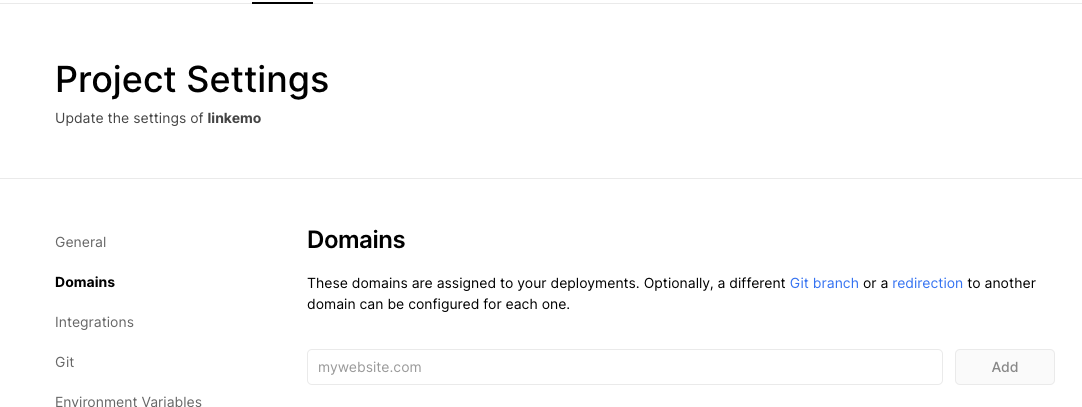 Project Settings
Update the settings of linkemo
General
Domains
Integrations
Git
Environment Variables
Domains
These domains are assigned to your deployments. Optionally, a different Git branch or a redirection to another
domain can be configured for each one.
mywebsite.com
Add